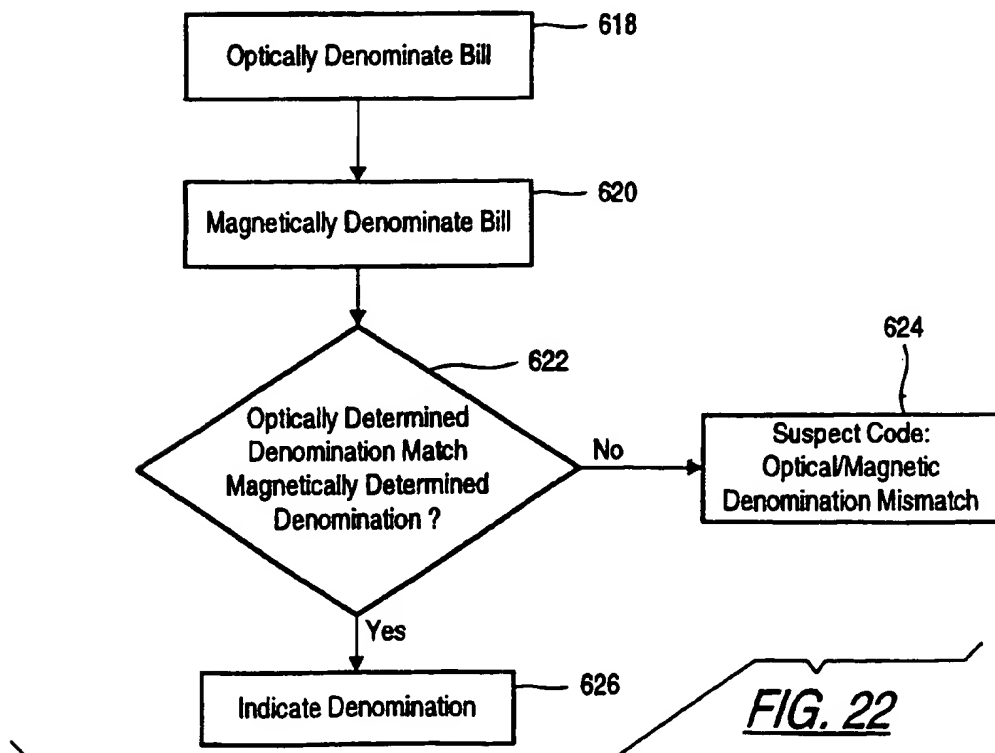 618
Optically Denominate Bill
620
Magnetically Denominate Bill
622
Optically Determined
Denomination Match
Magnetically Determined
Denomination ?
No
624
Suspect Code:
Optical/Magnetic
Denomination Mismatch
Yes
626
Indicate Denomination
FIG. 22